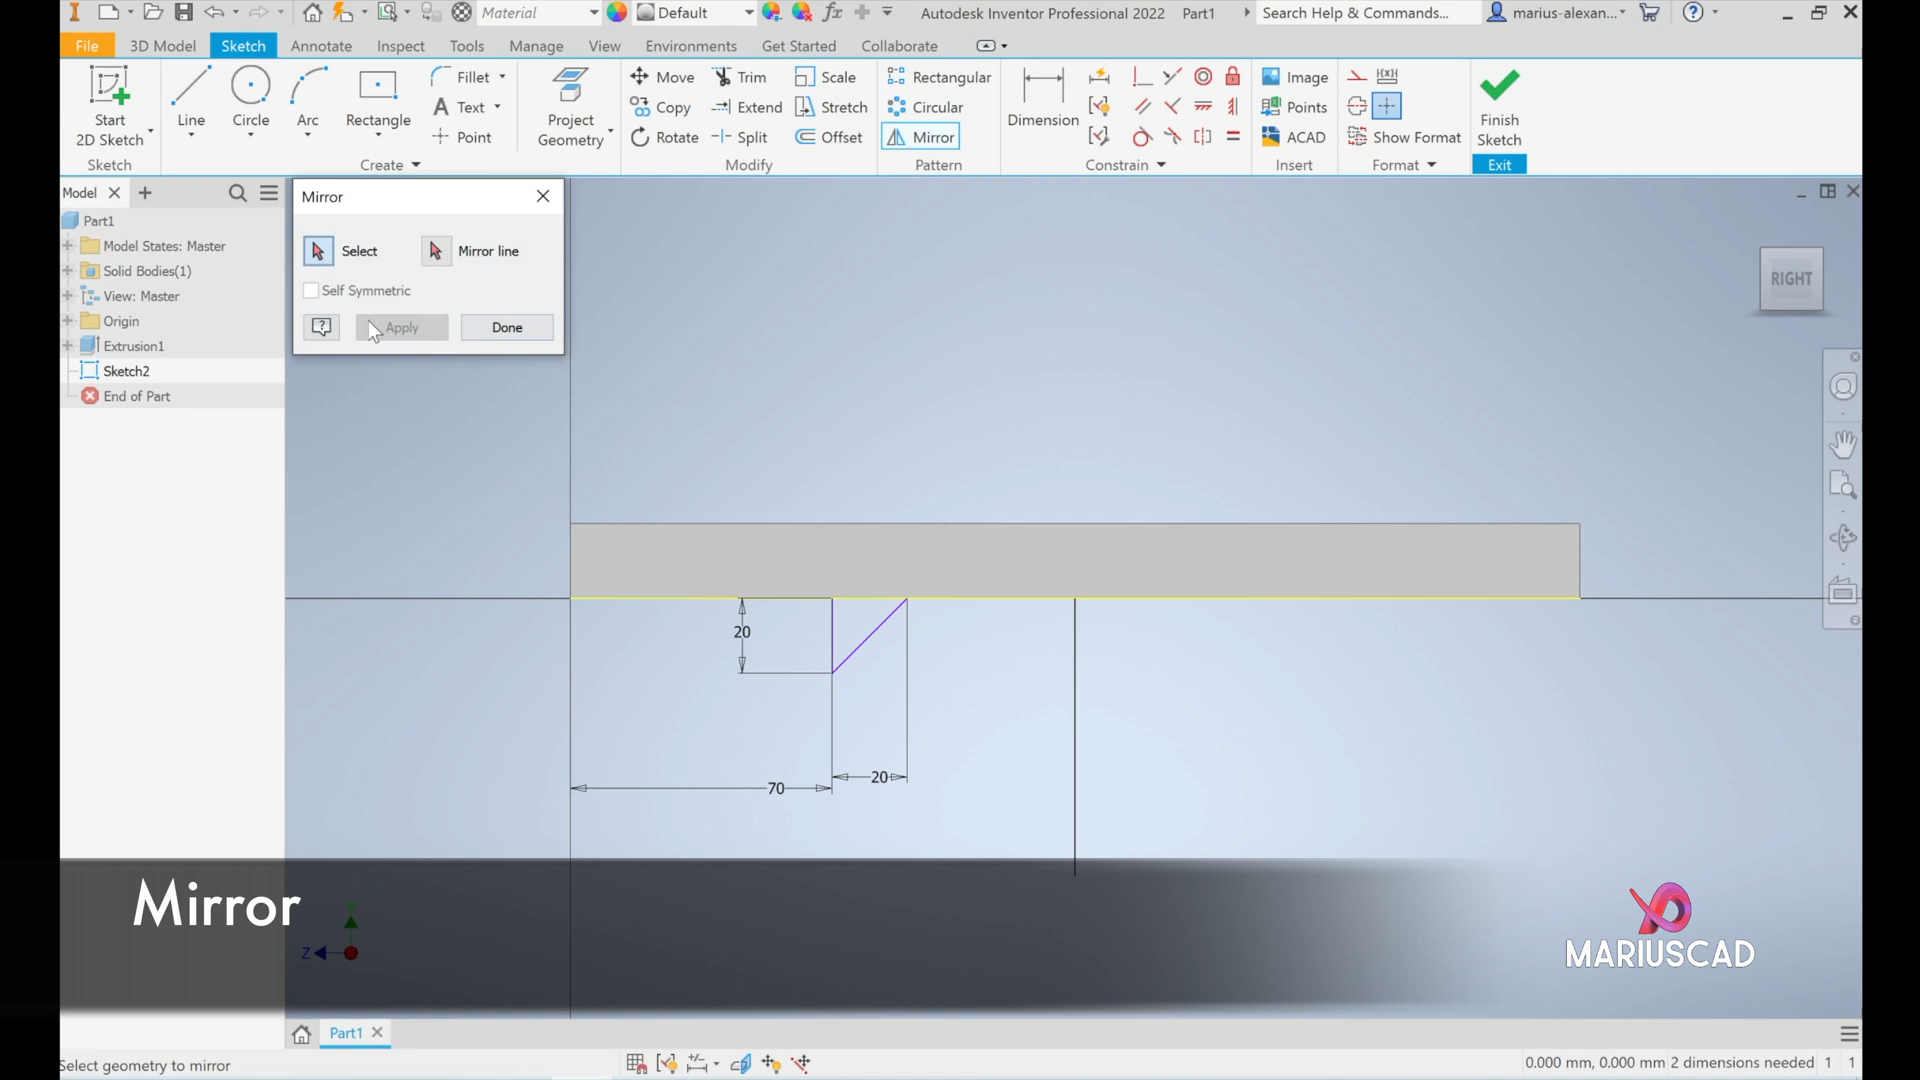 Material
Default
Autodesk Inventor Professional 2022 Part1
Search Help & Commands...
marius-alexan...
File
3D Model
Sketch
Annotate
Inspect
Tools
Manage
View
Environments
Get Started
Collaborate
Start
2D Sketch
Line
Circle
Arc
Rectangle
Fillet
Text
Point
Project
Geometry
Move
Copy
Rotate
Trim
Extend
Split
Scale
Stretch
Offset
Rectangular
Circular
Mirror
Dimension
Image
Points
ACAD
Show Format
Finish
Sketch
Sketch
Create
Modify
Pattern
Constrain
Insert
Format
Exit
Model
Part1
Model States: Master
Solid Bodies(1)
View: Master
Origin
Extrusion1
Sketch2
End of Part
Mirror
Select
Mirror line
Self Symmetric
Apply
Done
RIGHT
20
20
70
Mirror
Z
MARIUSCAD
Part1
Select geometry to mirror
0.000 mm, 0.000 mm 2 dimensions needed 1 1